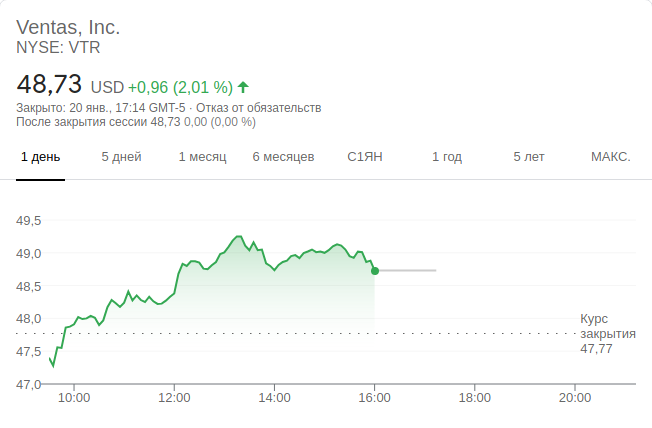 Ventas, Inc.
NYSE: VTR
48,73 USD +0,96 (2,01 %)
Закрыто: 20 янв., 17:14 GMT-5 · Отказ от обязательств
После закрытия сессии 48,73 0,00 (0,00 %)
1 день 5 дней 1 месяц 6 месяцев С1ЯН 1 год 5 лет МАКС.
49,5
49,0
48,5
48,0
47,5
47,0
Курс
закрытия
47,77
10:00 12:00 14:00 16:00 18:00 20:00